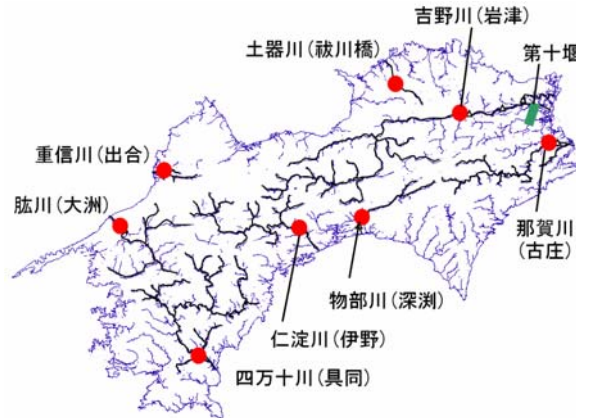 吉野川(岩津)
土器川(祓川橋)
第十堰
重信川(出合)
肱川(大洲)
那賀川
(古庄)
物部川(深渕)
仁淀川(伊野)
四万十川(具同)